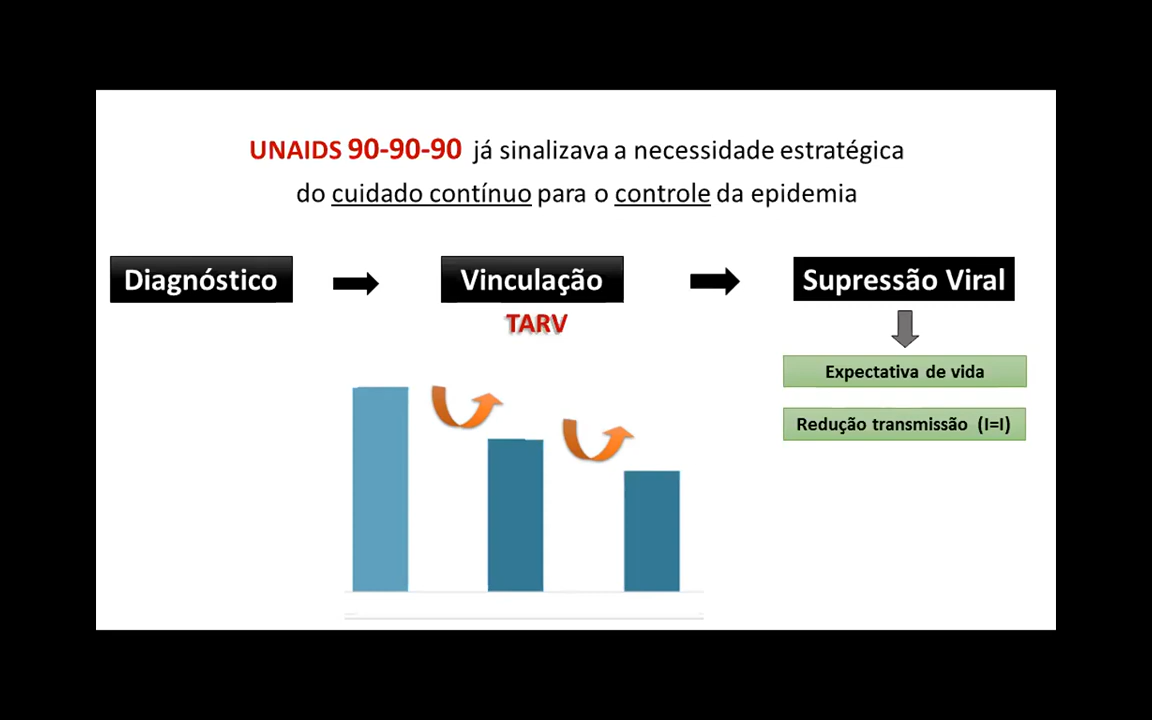 UNAIDS 90-90-90 já sinalizava a necessidade estratégica
do cuidado contínuo para o controle da epidemia
Diagnóstico
Vinculação
Supressão Viral
TARV
Expectativa de vida
Redução transmissão (I=I)